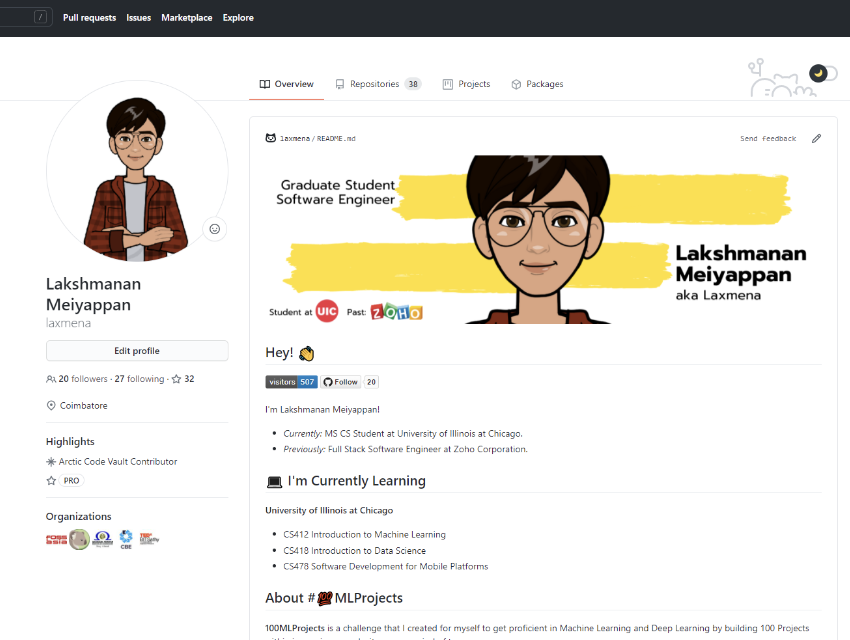 /
Pull requests Issues Marketplace Explore
Overview Repositories 38 Projects Packages
Lakshmanan
Meiyappan
laxmena
Edit profile
20 followers · 27 following · 32
Coimbatore
Highlights
Arctic Code Vault Contributor
PRO
Organizations
FOSS
ASIA
CBE
laxmena/README.md
Send feedback
Graduate Student
Software Engineer
Lakshmanan
Meiyappan
aka Laxmena
Student at UIC Past: ZOHO
Hey! 👋
visitors 507 Follow 20
I'm Lakshmanan Meiyappan!
• Currently: MS CS Student at University of Illinois at Chicago.
• Previously: Full Stack Software Engineer at Zoho Corporation.
💻 I'm Currently Learning
University of Illinois at Chicago
• CS412 Introduction to Machine Learning
• CS418 Introduction to Data Science
• CS478 Software Development for Mobile Platforms
About #💯MLProjects
100MLProjects is a challenge that I created for myself to get proficient in Machine Learning and Deep Learning by building 100 Projects